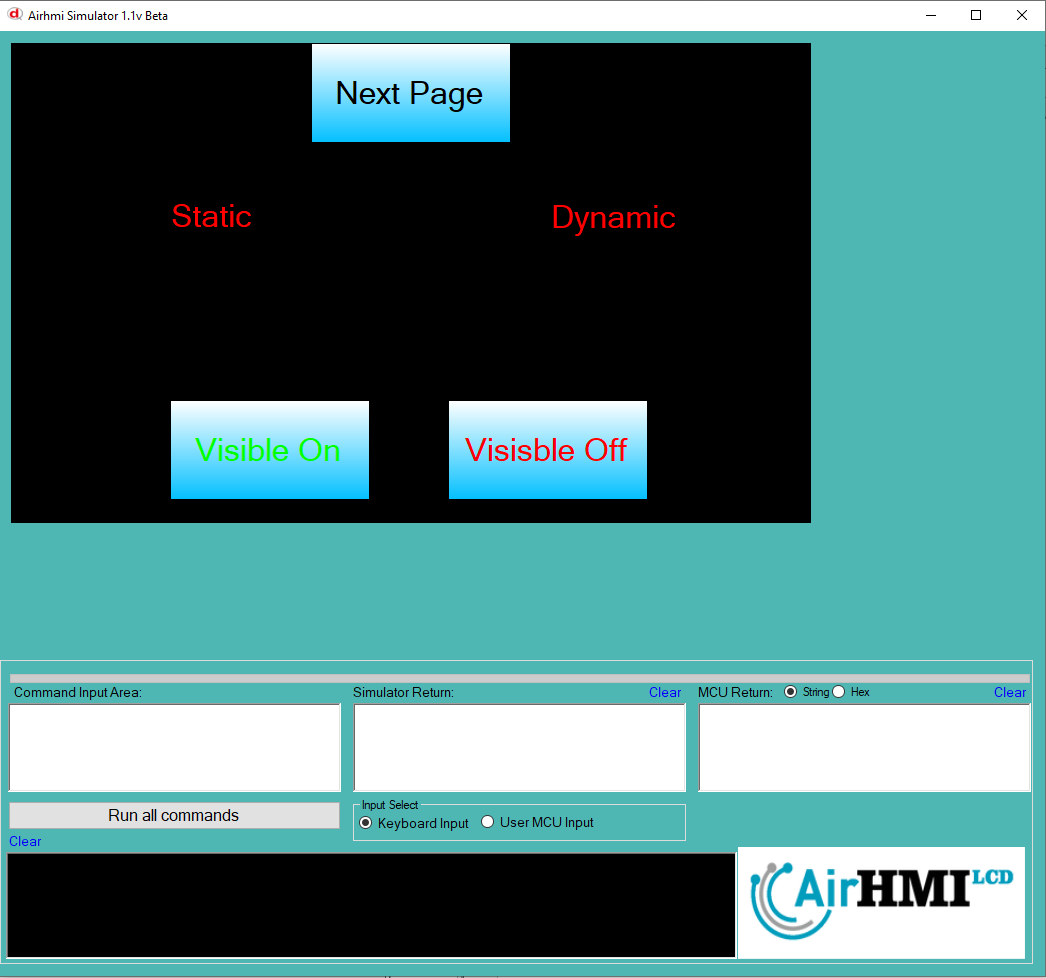 Airhmi Simulator 1.1v Beta
Next Page
Static
Dynamic
Visible On
Visisble Off
Command Input Area:
Simulator Return:
Clear
MCU Return:
String
Hex
Clear
Run all commands
Input Select
Keyboard Input
User MCU Input
Clear
AirHMI LCD